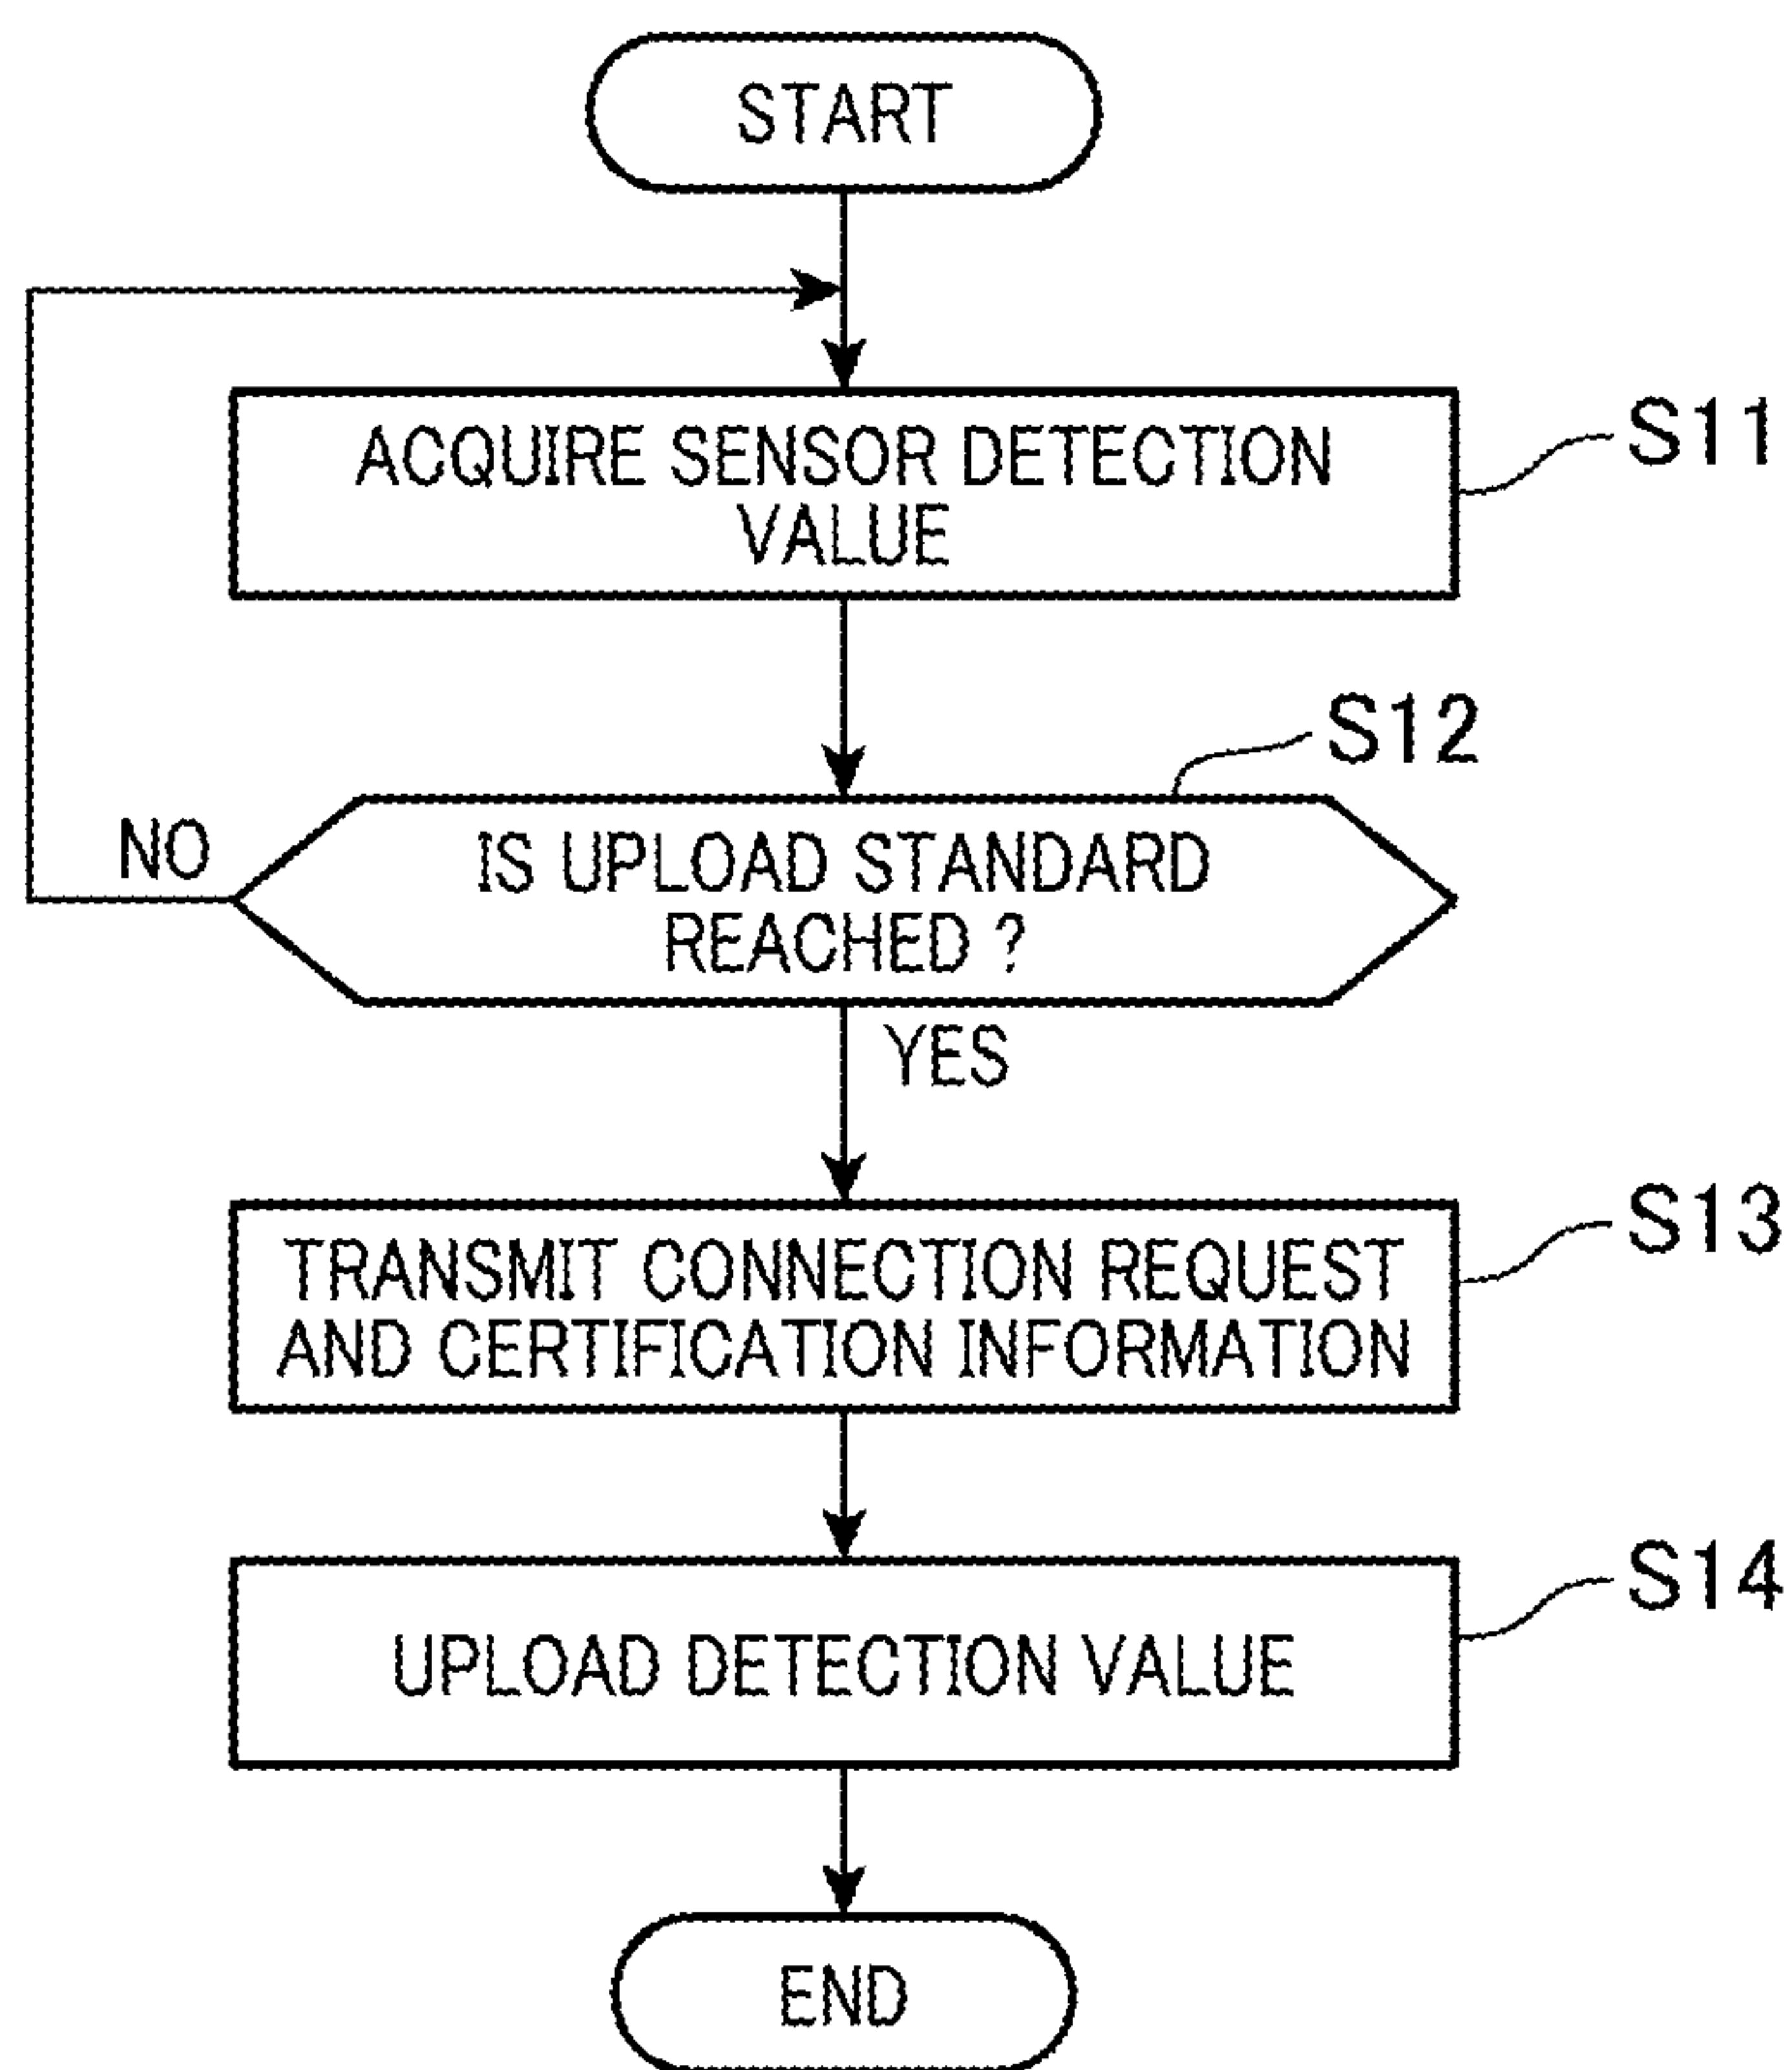 START
ACQUIRE SENSOR DETECTION
VALUE
S11
S12
IS UPLOAD STANDARD
REACHED ?
NO
YES
TRANSMIT CONNECTION REQUEST
AND CERTIFICATION INFORMATION
S13
UPLOAD DETECTION VALUE
S14
END